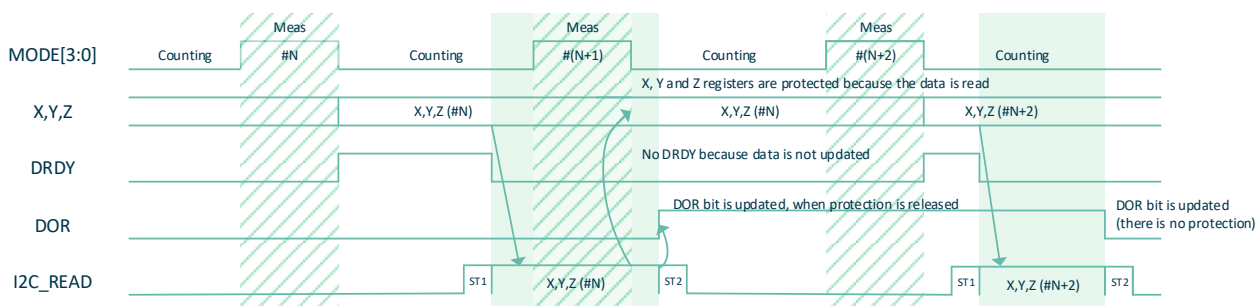 Meas
Meas
Meas
MODE[3:0]
Counting
#N
Counting
#(N+1)
Counting
#(N+2)
Counting
X, Y and Z registers are protected because the data is read
X,Y,Z
X,Y,Z (#N)
X,Y,Z (#N)
X,Y,Z (#N+2)
DRDY
No DRDY because data is not updated
DOR
DOR bit is updated, when protection is released
DOR bit is updated
(there is no protection)
I2C_READ
ST1
X,Y,Z (#N)
ST2
ST1
X,Y,Z (#N+2)
ST2